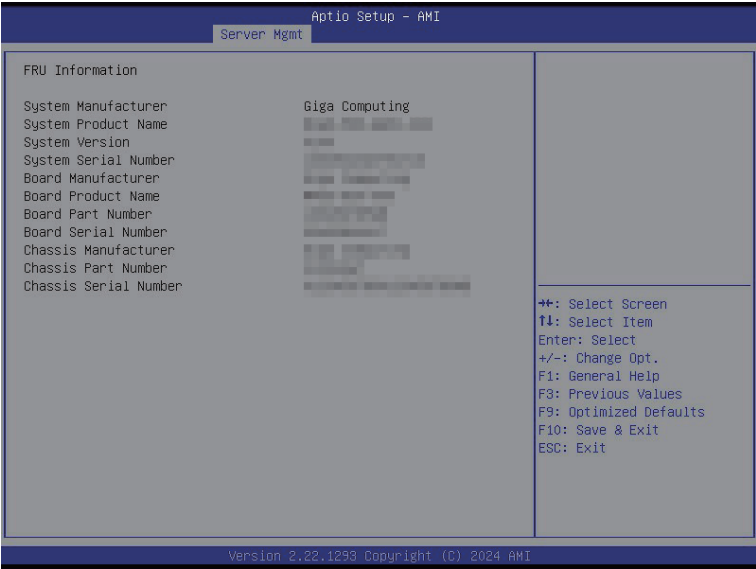 Aptio Setup – AMI
Server Mgmt
FRU Information
System Manufacturer Giga Computing
System Product Name
System Version
System Serial Number
Board Manufacturer
Board Product Name
Board Part Number
Board Serial Number
Chassis Manufacturer
Chassis Part Number
Chassis Serial Number
→←: Select Screen
↑↓: Select Item
Enter: Select
+/-: Change Opt.
F1: General Help
F3: Previous Values
F9: Optimized Defaults
F10: Save & Exit
ESC: Exit
Version 2.22.1293 Copyright (C) 2024 AMI